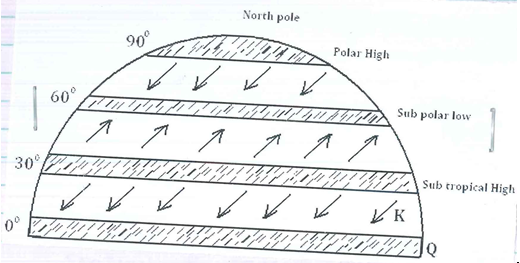 North pole
90°
Polar High
60°
Sub polar low
30°
Sub tropical High
K
0°
Q